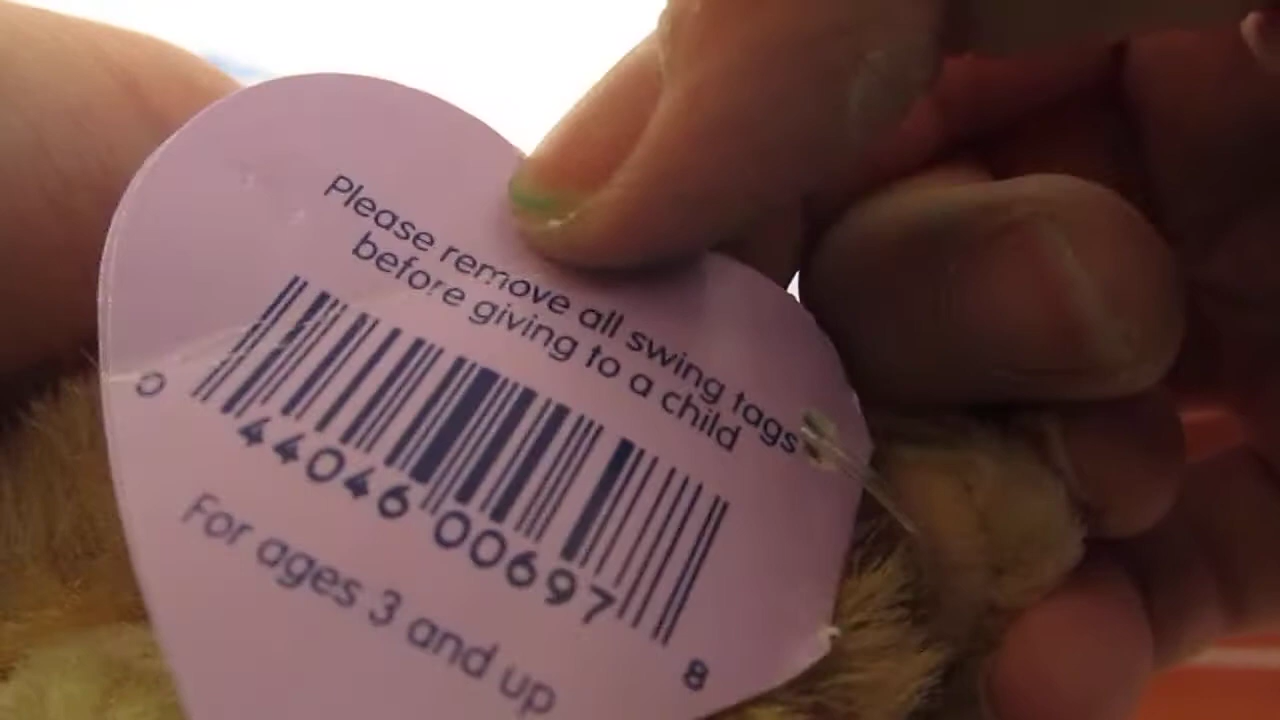 Please remove all swing tags
before giving to a child
0 44046 00697 8
For ages 3 and up